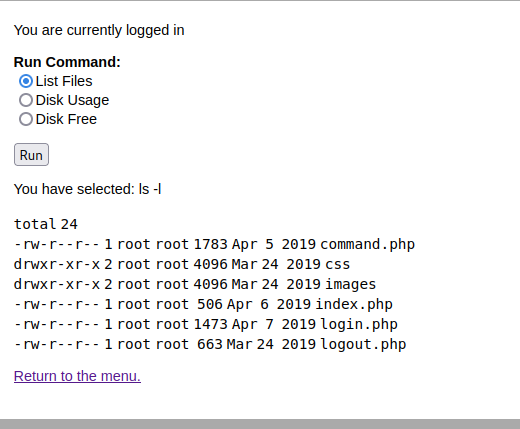 You are currently logged in
Run Command:
List Files
Disk Usage
Disk Free
Run
You have selected: ls -l
total 24
-rw-r--r-- 1 root root 1783 Apr 5 2019 command.php
drwxr-xr-x 2 root root 4096 Mar 24 2019 css
drwxr-xr-x 2 root root 4096 Mar 24 2019 images
-rw-r--r-- 1 root root 506 Apr 6 2019 index.php
-rw-r--r-- 1 root root 1473 Apr 7 2019 login.php
-rw-r--r-- 1 root root 663 Mar 24 2019 logout.php
Return to the menu.